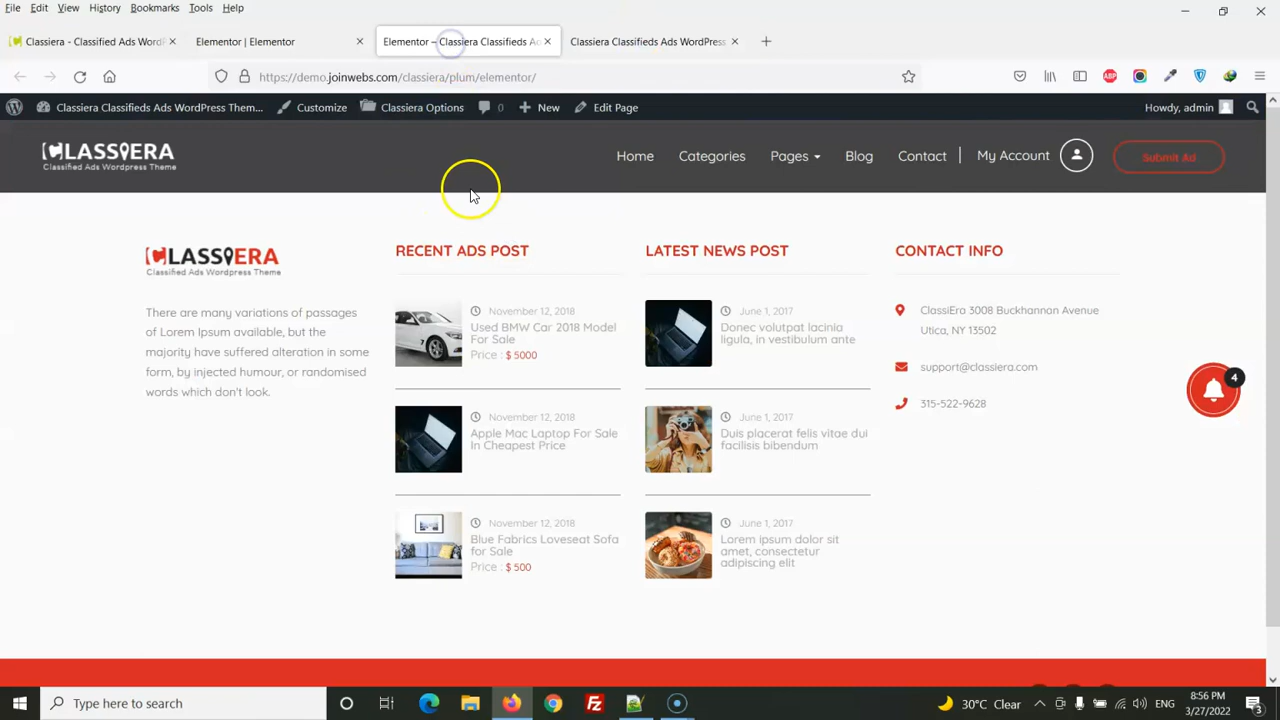 File Edit View History Bookmarks Tools Help
Classiera - Classified Ads WordP
Elementor | Elementor
Elementor – Classiera Classifieds Ad
Classiera Classifieds Ads WordPress
https://demo.joinwebs.com/classiera/plum/elementor/
ABP
Classiera Classifieds Ads WordPress Them...
Customize
Classiera Options
0
New
Edit Page
Howdy, admin
CLASSIERA
Classified Ads Wordpress Theme
Home
Categories
Pages
Blog
Contact
My Account
Submit Ad
CLASSIERA
Classified Ads Wordpress Theme
There are many variations of passages
of Lorem Ipsum available, but the
majority have suffered alteration in some
form, by injected humour, or randomised
words which don't look.
RECENT ADS POST
November 12, 2018
Used BMW Car 2018 Model
For Sale
Price : $ 5000
November 12, 2018
Apple Mac Laptop For Sale
In Cheapest Price
November 12, 2018
Blue Fabrics Loveseat Sofa
for Sale
Price : $ 500
LATEST NEWS POST
June 1, 2017
Donec volutpat lacinia
ligula, in vestibulum ante
June 1, 2017
Duis placerat felis vitae dui
facilisis bibendum
June 1, 2017
Lorem ipsum dolor sit
amet, consectetur
adipiscing elit
CONTACT INFO
ClassiEra 3008 Buckhannan Avenue
Utica, NY 13502
support@classiera.com
315-522-9628
4
Type here to search
30°C Clear
ENG
8:56 PM
3/27/2022
3